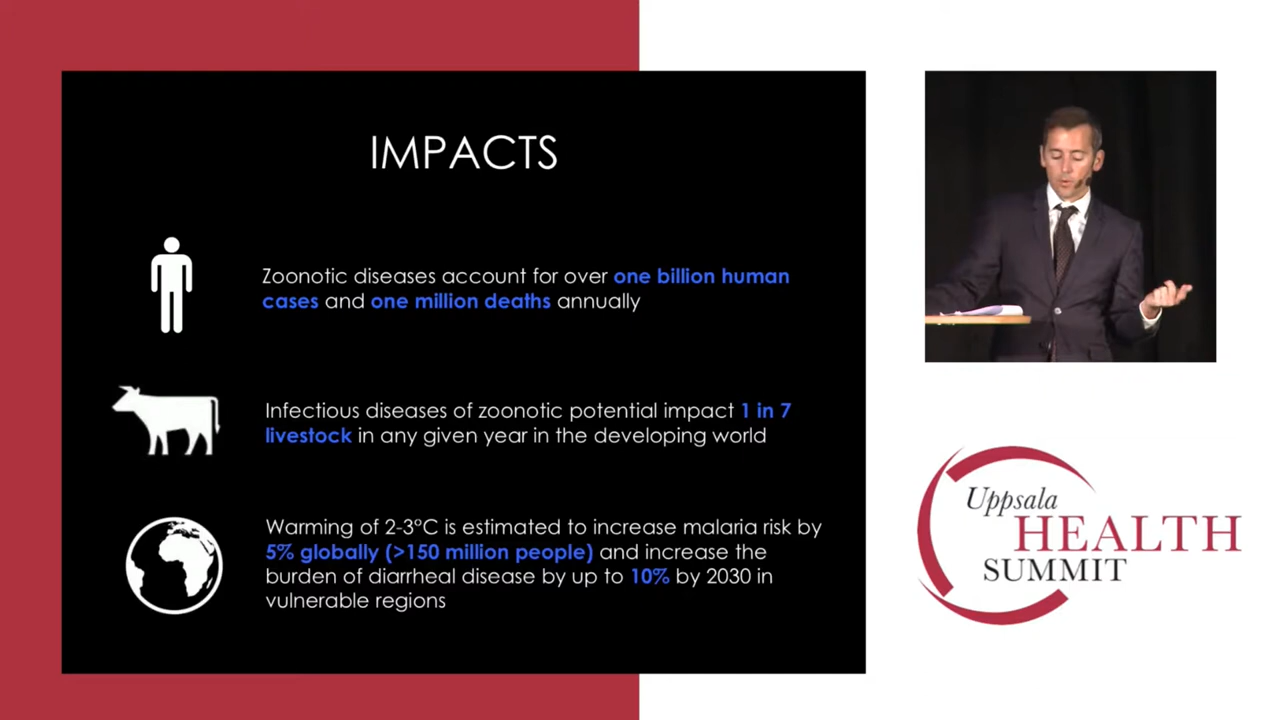 IMPACTS
Zoonotic diseases account for over one billion human
cases and one million deaths annually
Infectious diseases of zoonotic potential impact 1 in 7
livestock in any given year in the developing world
Warming of 2-3°C is estimated to increase malaria risk by
5% globally (>150 million people) and increase the
burden of diarrheal disease by up to 10% by 2030 in
vulnerable regions
Uppsala
HEALTH
SUMMIT